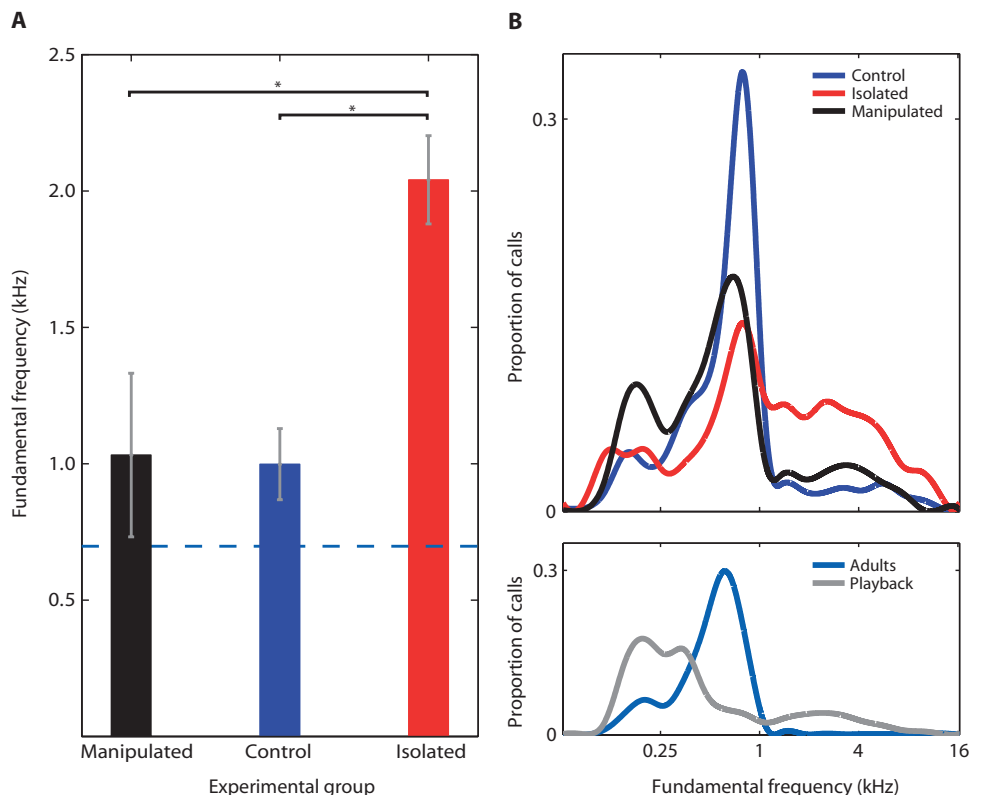 A
2.5
2.0
1.5
1.0
0.5
Fundamental frequency (kHz)
*
*
Manipulated
Control
Isolated
Experimental group
B
Control
Isolated
Manipulated
0.3
0
Proportion of calls
Adults
Playback
0.3
0
Proportion of calls
0.25
1
4
16
Fundamental frequency (kHz)